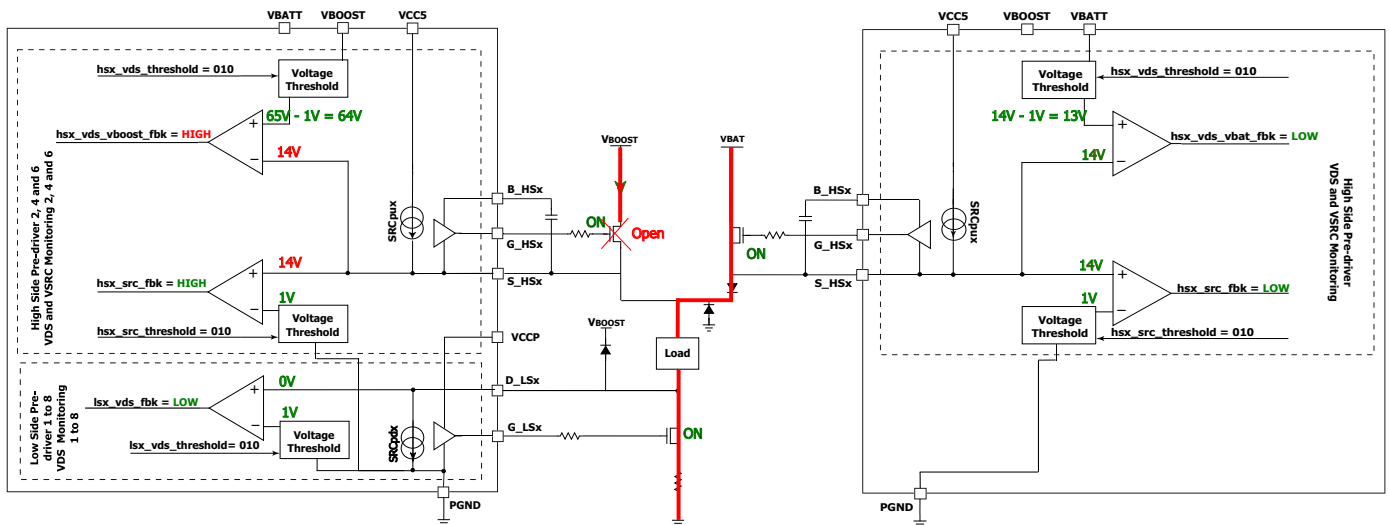 VBATT
VBOOST
VCC5
VCC5
VBOOST
VBATT
hsx_vds_threshold = 010
Voltage
Threshold
65V - 1V = 64V
+
hsx_vds_vboost_fbk = HIGH
−
14V
High Side Pre-driver 2, 4 and 6
VDS and VSRC Monitoring 2, 4 and 6
SRCpux
14V
+
hsx_src_fbk = HIGH
−
1V
Voltage
Threshold
hsx_src_threshold = 010
B_HSx
G_HSx
S_HSx
VCCP
D_LSx
G_LSx
PGND
Low Side Pre-
driver 1 to 8
VDS Monitoring
1 to 8
0V
+
lsx_vds_fbk = LOW
−
1V
Voltage
Threshold
lsx_vds_threshold=010
SRCpdx
VBOOST
ON
Open
VBAT
ON
VBOOST
Load
ON
B_HSx
G_HSx
S_HSx
SRCpux
Voltage
Threshold
hsx_vds_threshold = 010
14V - 1V = 13V
+
hsx_vds_vbat_fbk = LOW
14V
−
14V
+
hsx_src_fbk = LOW
1V
−
Voltage
Threshold
hsx_src_threshold = 010
High Side Pre-driver
VDS and VSRC Monitoring
PGND